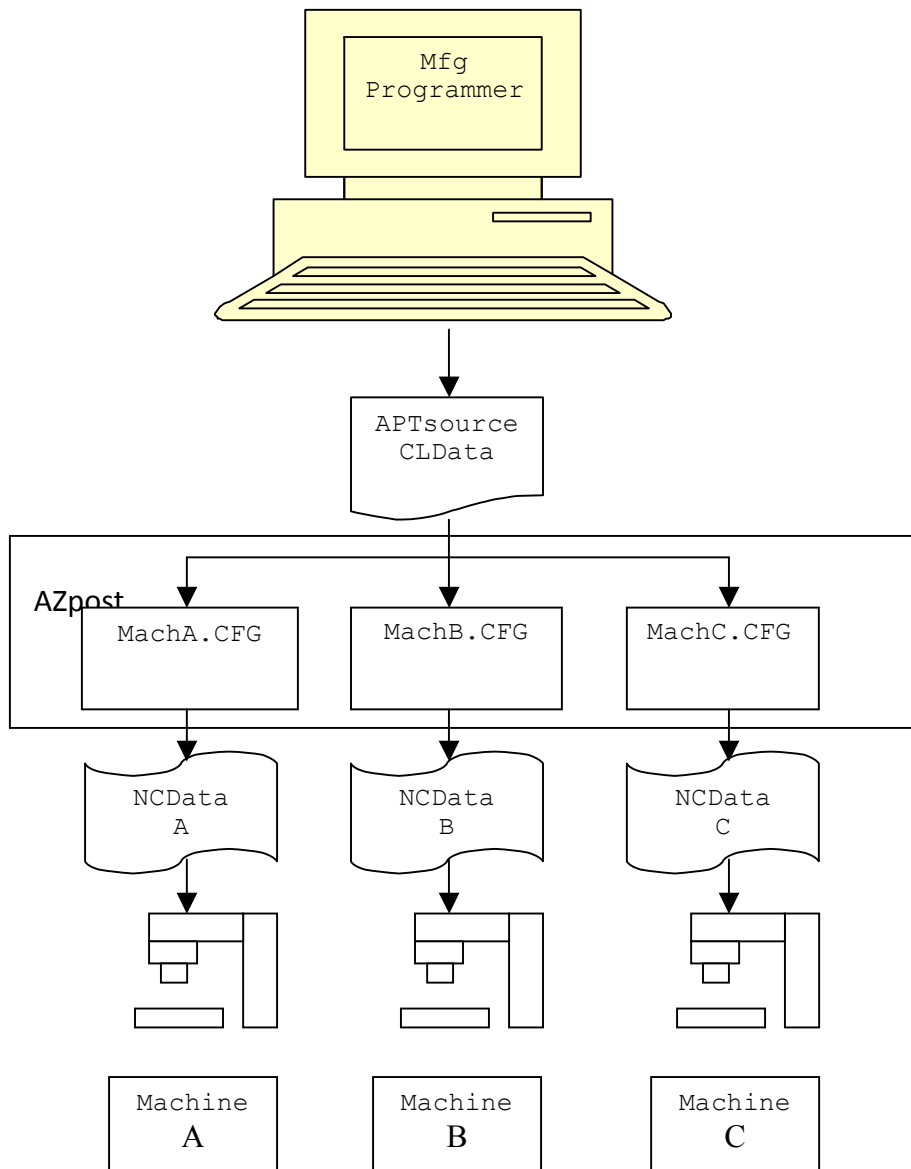 Mfg
Programmer
APTsource
CLData
AZpost
MachA.CFG
MachB.CFG
MachC.CFG
NCData
A
NCData
B
NCData
C
Machine
A
Machine
B
Machine
C